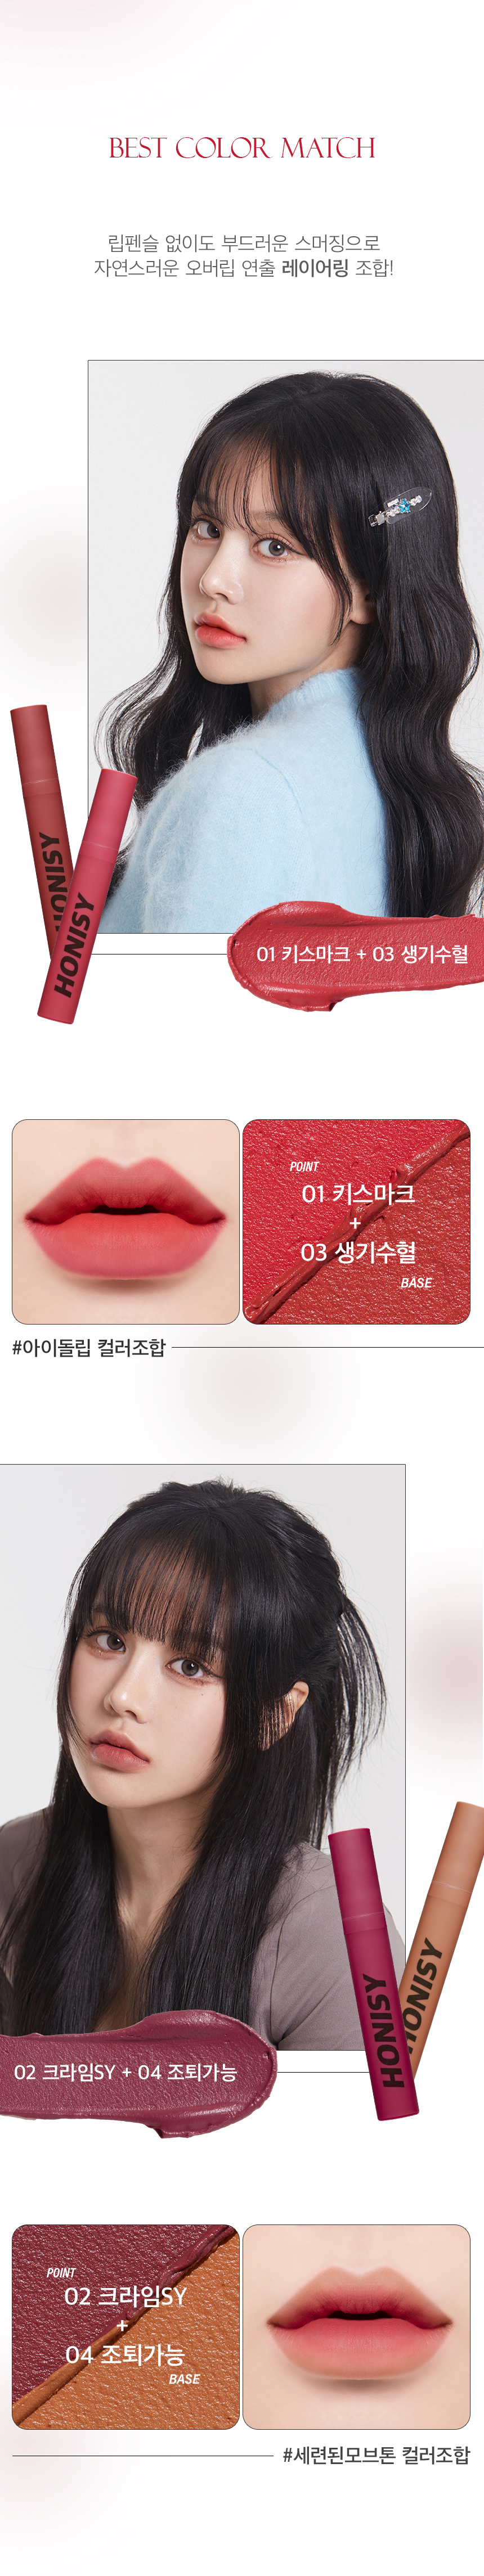 BEST COLOR MATCH
립펜슬 없이도 부드러운 스머징으로
자연스러운 오버립 연출 레이어링 조합!
HONISY
HONISY
01 키스마크 + 03 생기수혈
POINT
01 키스마크
+
03 생기수혈
BASE
#아이돌립 컬러조합
HONISY
HONISY
02 크라임SY + 04 조퇴가능
POINT
02 크라임SY
+
04 조퇴가능
BASE
#세련된모브톤 컬러조합